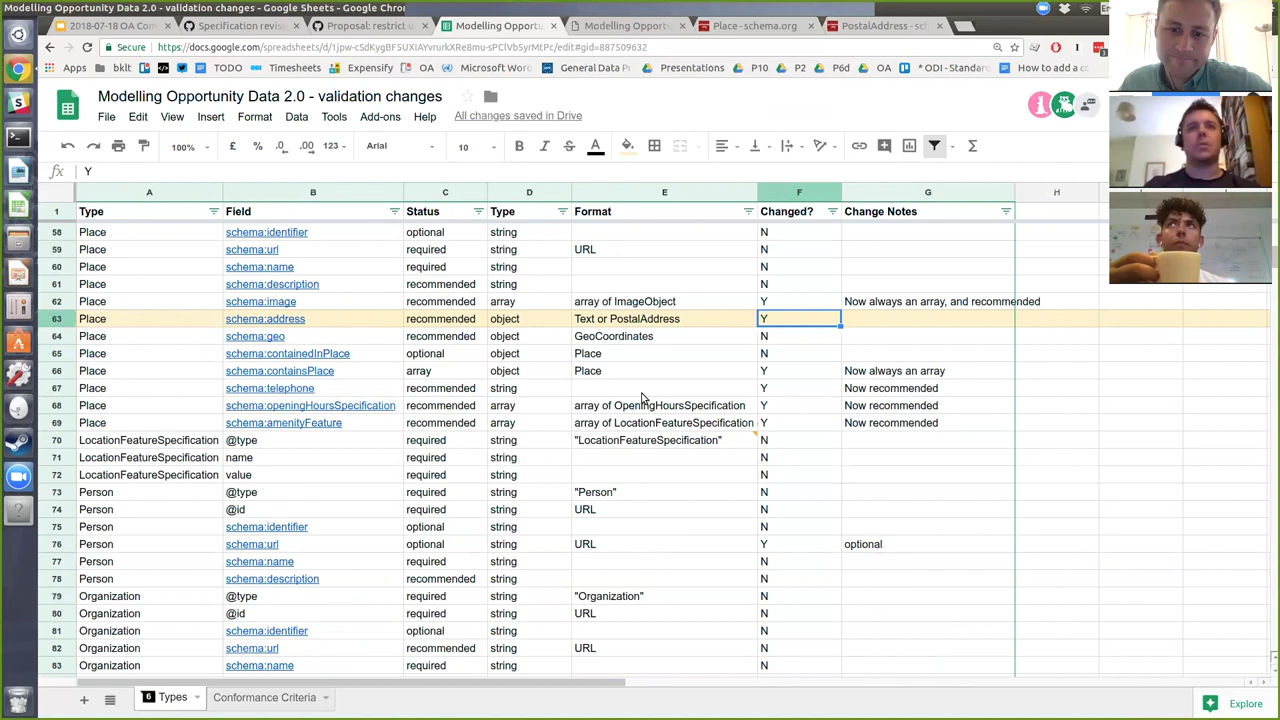 Modelling Opportunity Data 2.0 - validation changes - Google Sheets - Google Chro
2018-07-18 OA Com
Specification revise
Proposal: restrict u
Modelling Opportun
Modelling Opportun
Place - schema.org
PostalAddress - sc
Secure
Apps bklt TODO Timesheets Expensify OA Microsoft Word General Data P Presentations P10 P2 P6d OA * ODI - Standar How to add a c
Modelling Opportunity Data 2.0 - validation changes
File Edit View Insert Format Data Tools Add-ons Help All changes saved in Drive
100% £ % .0 .00 123 Arial 10 B I S A Σ
fx Y
A B C D E F G H
1 Type Field Status Type Format Changed? Change Notes
58 Place schema:identifier optional string N
59 Place schema:url required string URL N
60 Place schema:name required string N
61 Place schema:description recommended string N
62 Place schema:image recommended array array of ImageObject Y Now always an array, and recommended
63 Place schema:address recommended object Text or PostalAddress Y
64 Place schema:geo recommended object GeoCoordinates N
65 Place schema:containedInPlace optional object Place N
66 Place schema:containsPlace array object Place Y Now always an array
67 Place schema:telephone recommended string Y Now recommended
68 Place schema:openingHoursSpecification recommended array array of OpeningHoursSpecification Y Now recommended
69 Place schema:amenityFeature recommended array array of LocationFeatureSpecification Y Now recommended
70 LocationFeatureSpecification @type required string "LocationFeatureSpecification" N
71 LocationFeatureSpecification name required string N
72 LocationFeatureSpecification value required string N
73 Person @type required string "Person" N
74 Person @id required string URL N
75 Person schema:identifier optional string N
76 Person schema:url optional string URL Y optional
77 Person schema:name required string N
78 Person schema:description recommended string N
79 Organization @type required string "Organization" N
80 Organization @id required string URL N
81 Organization schema:identifier optional string N
82 Organization schema:url recommended string URL N
83 Organization schema:name required string N
6 Types Conformance Criteria Explore